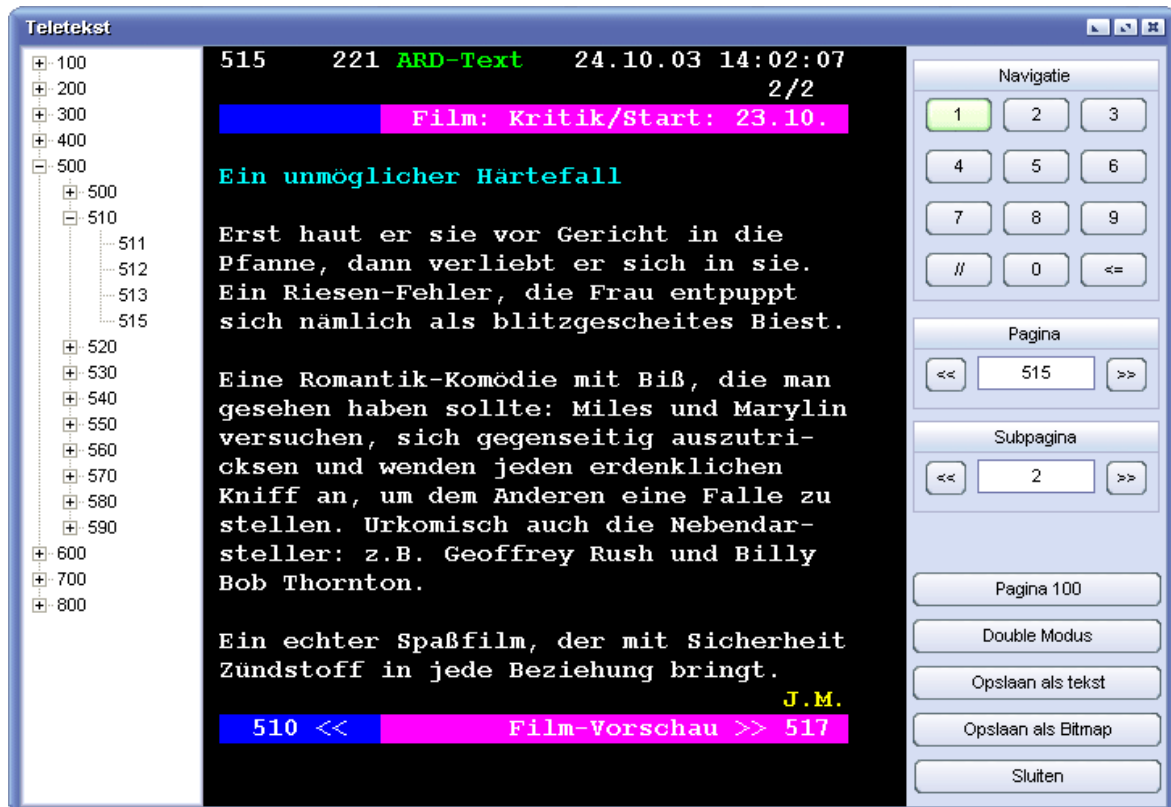 Teletekst
100
200
300
400
500
500
510
511
512
513
515
520
530
540
550
560
570
580
590
600
700
800
515 221 ARD-Text 24.10.03 14:02:07
2/2
Film: Kritik/Start: 23.10.
Ein unmöglicher Härtefall
Erst haut er sie vor Gericht in die
Pfanne, dann verliebt er sich in sie.
Ein Riesen-Fehler, die Frau entpuppt
sich nämlich als blitzgescheites Biest.
Eine Romantik-Komödie mit Biß, die man
gesehen haben sollte: Miles und Marylin
versuchen, sich gegenseitig auszutri-
cksen und wenden jeden erdenklichen
Kniff an, um dem Anderen eine Falle zu
stellen. Urkomisch auch die Nebendar-
steller: z.B. Geoffrey Rush und Billy
Bob Thornton.
Ein echter Spaßfilm, der mit Sicherheit
Zündstoff in jede Beziehung bringt.
J.M.
510 << Film-Vorschau >> 517
Navigatie
1 2 3
4 5 6
7 8 9
// 0 <=
Pagina
<< 515 >>
Subpagina
<< 2 >>
Pagina 100
Double Modus
Opslaan als tekst
Opslaan als Bitmap
Sluiten